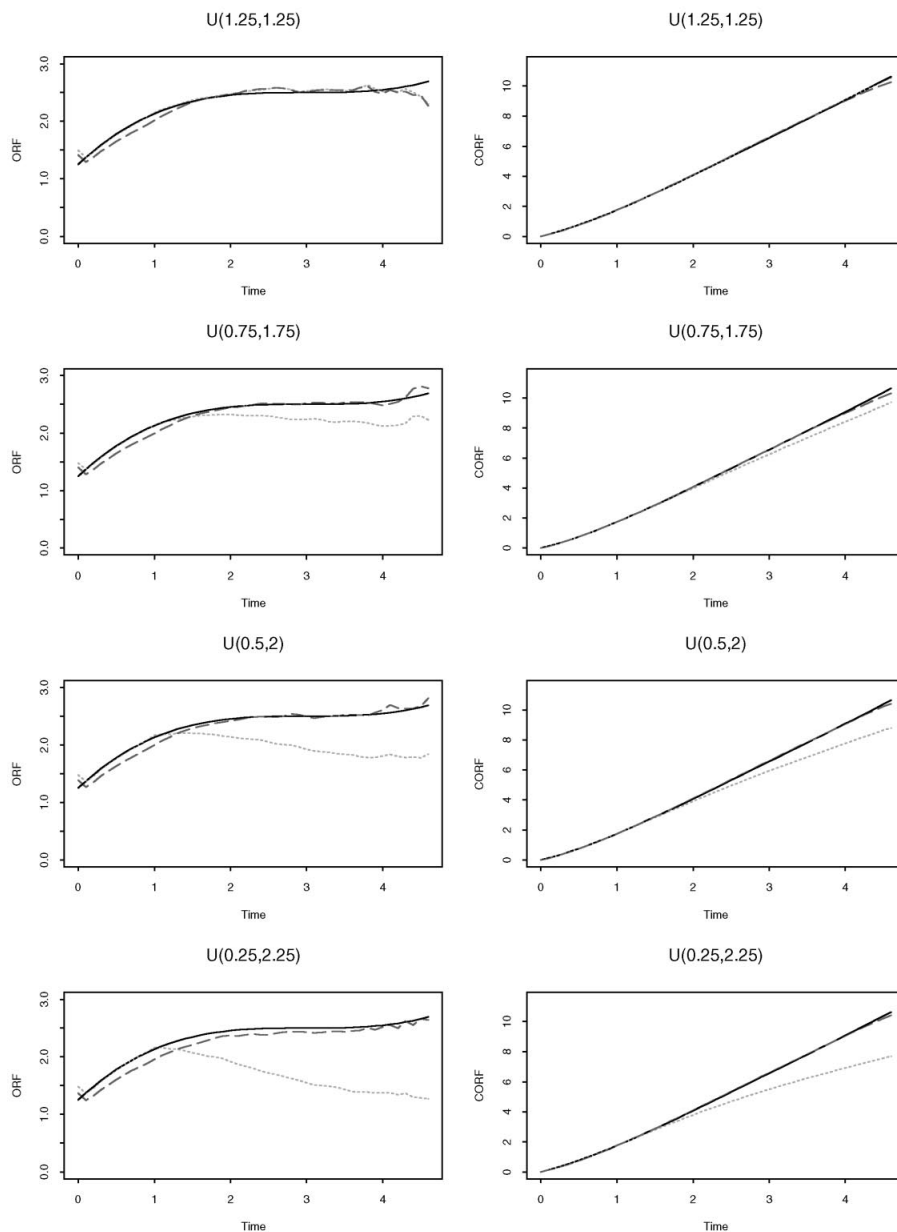 U(1.25,1.25)
ORF
3.0
2.0
1.0
0.0
0 1 2 3 4
Time
U(1.25,1.25)
CORF
10
8
6
4
2
0
0 1 2 3 4
Time
U(0.75,1.75)
ORF
3.0
2.0
1.0
0.0
0 1 2 3 4
Time
U(0.75,1.75)
CORF
10
8
6
4
2
0
0 1 2 3 4
Time
U(0.5,2)
ORF
3.0
2.0
1.0
0.0
0 1 2 3 4
Time
U(0.5,2)
CORF
10
8
6
4
2
0
0 1 2 3 4
Time
U(0.25,2.25)
ORF
3.0
2.0
1.0
0.0
0 1 2 3 4
Time
U(0.25,2.25)
CORF
10
8
6
4
2
0
0 1 2 3 4
Time